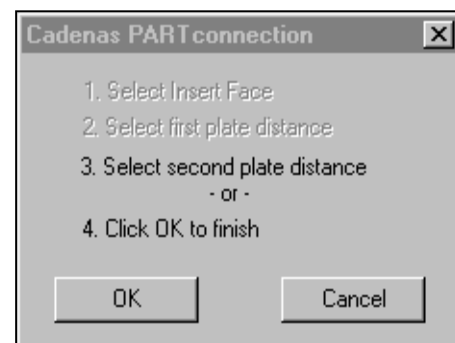 Cadenas PARTconnection
1. Select Insert Face
2. Select first plate distance
3. Select second plate distance
- or -
4. Click OK to finish
OK
Cancel